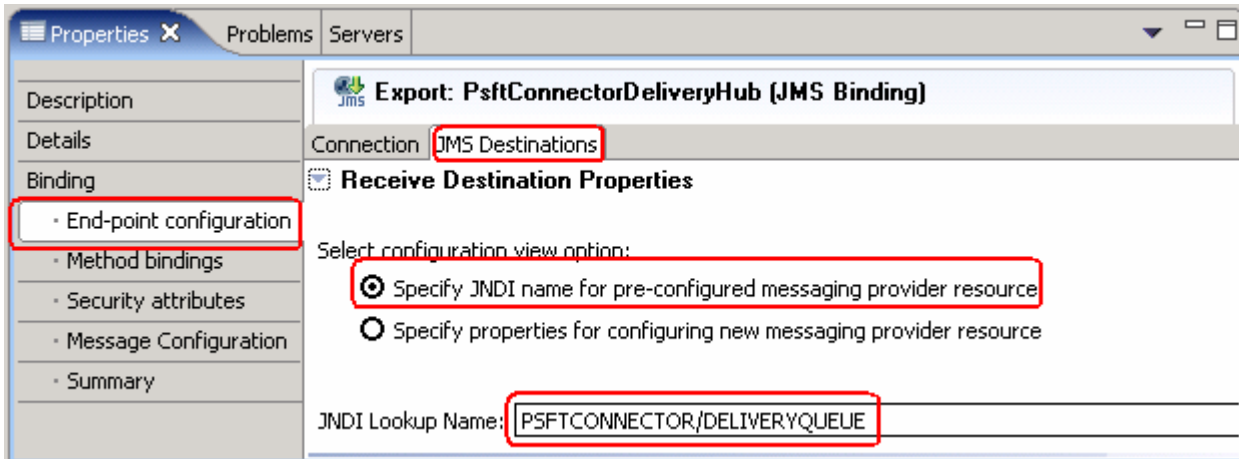 Properties
Problems
Servers
Description
Details
Binding
End-point configuration
Method bindings
Security attributes
Message Configuration
Summary
JMS
Export: PsftConnectorDeliveryHub (JMS Binding)
Connection
JMS Destinations
Receive Destination Properties
Select configuration view option:
Specify JNDI name for pre-configured messaging provider resource
Specify properties for configuring new messaging provider resource
JNDI Lookup Name:
PSFTCONNECTOR/DELIVERYQUEUE